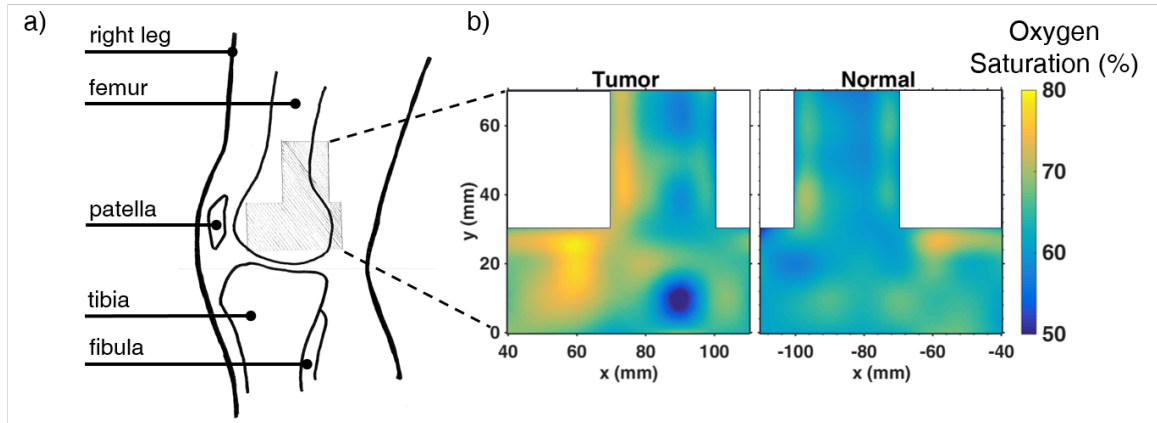 a)
right leg
femur
patella
tibia
fibula
b)
Oxygen
Saturation (%)
Tumor
Normal
y (mm)
60
40
20
0
40 60 80 100
x (mm)
-100 -80 -60 -40
x (mm)
80
70
60
50